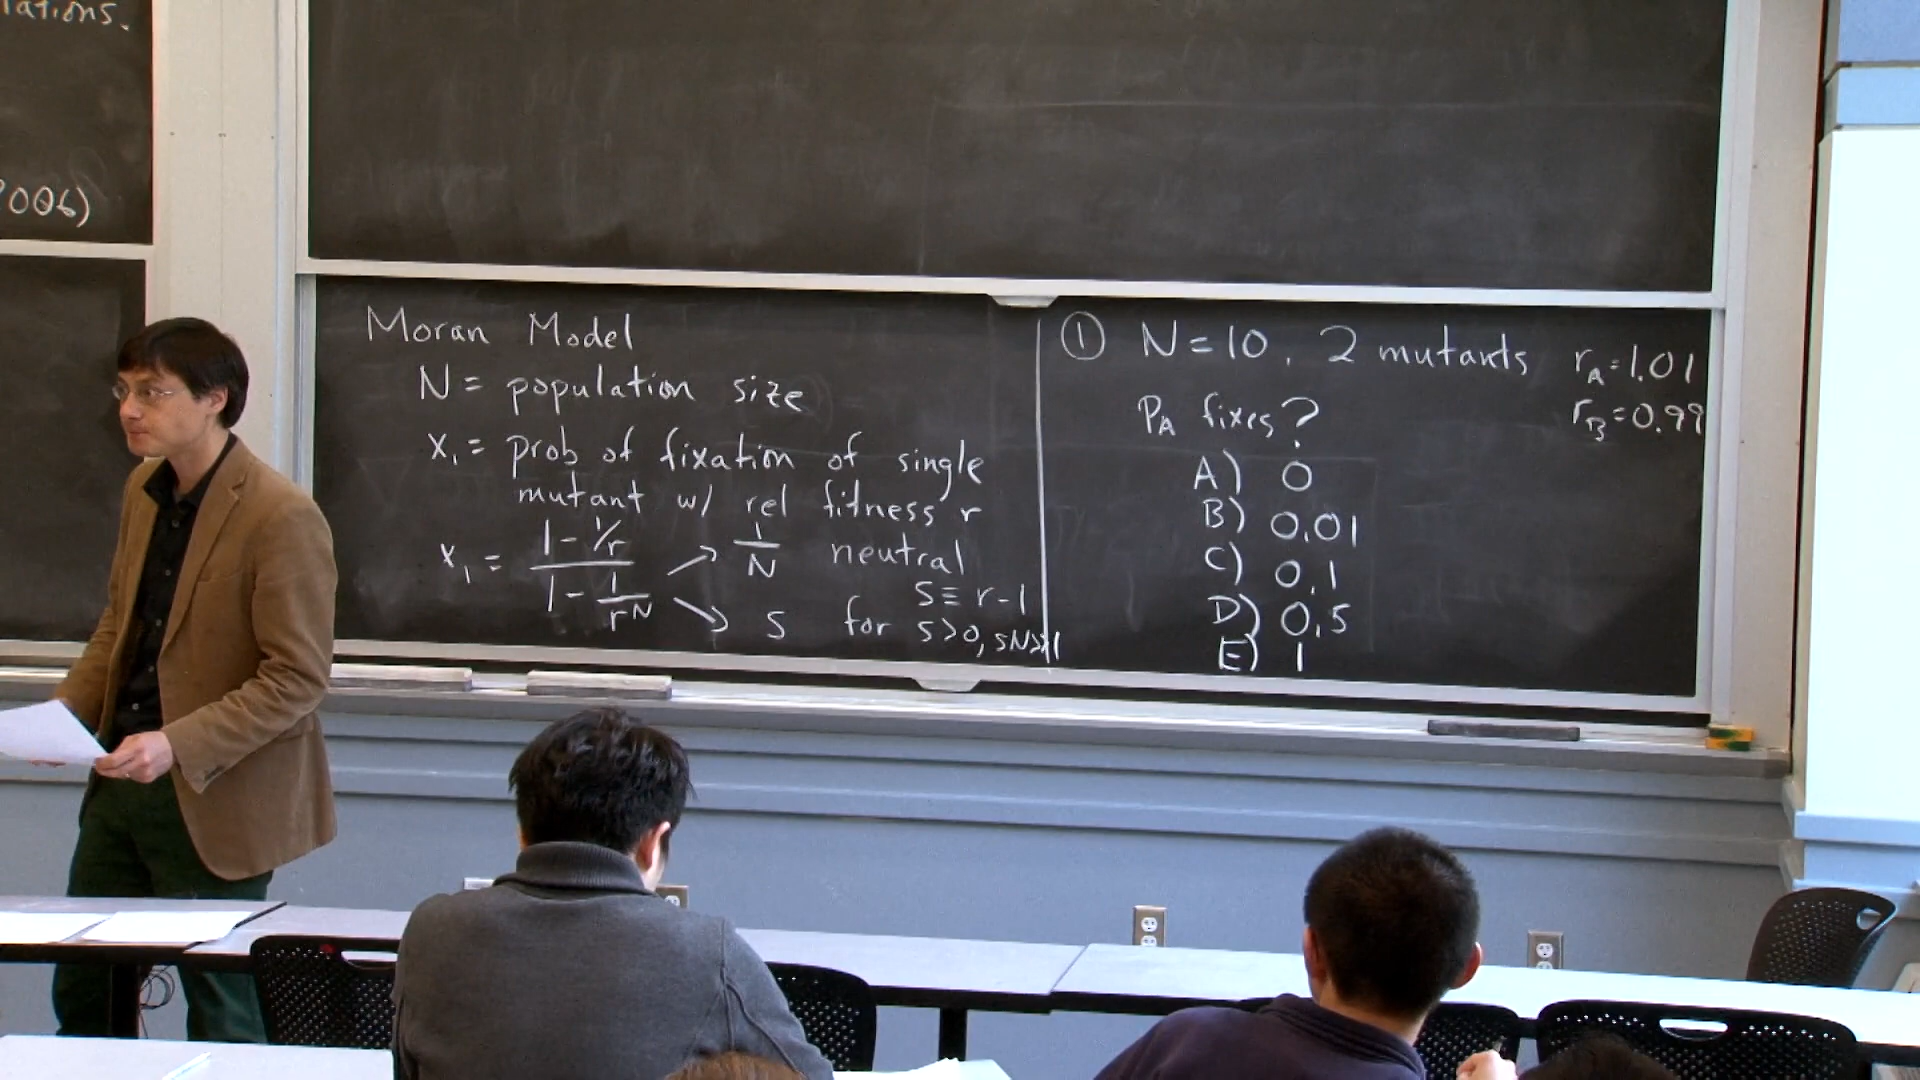 lations.
2006)
Moran Model
N = population size
x₁ = prob of fixation of single
mutant w/ rel fitness r
x₁ = (1 - 1/r) / (1 - 1/r^N) ↗ 1/N neutral
s ≡ r-1
↘ s for s>0, sN>>1
① N = 10, 2 mutants r_A = 1.01
r_B = 0.99
P_A fixes?
A) 0
B) 0.01
C) 0.1
D) 0.5
E) 1